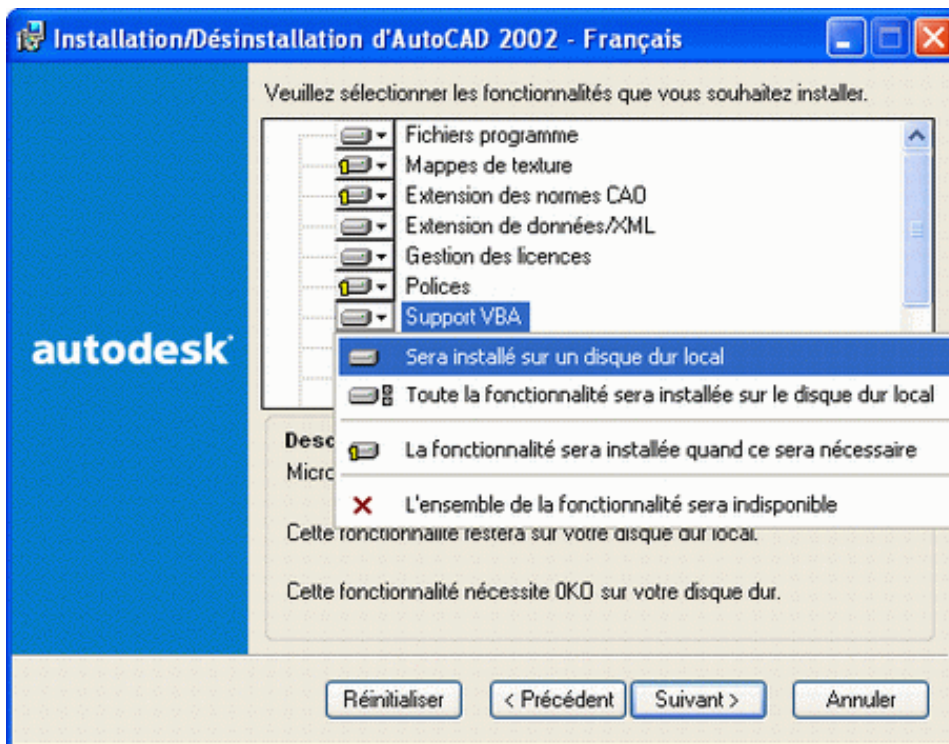 Installation/Désinstallation d'AutoCAD 2002 - Français
Veuillez sélectionner les fonctionnalités que vous souhaitez installer.
Fichiers programme
Mappes de texture
Extension des normes CAO
Extension de données/XML
Gestion des licences
Polices
Support VBA
autodesk
Sera installé sur un disque dur local
Toute la fonctionnalité sera installée sur le disque dur local
La fonctionnalité sera installée quand ce sera nécessaire
L'ensemble de la fonctionnalité sera indisponible
Desc
Micro
Cette fonctionnalité restera sur votre disque dur local.
Cette fonctionnalité nécessite 0KO sur votre disque dur.
Réinitialiser
< Précédent
Suivant >
Annuler